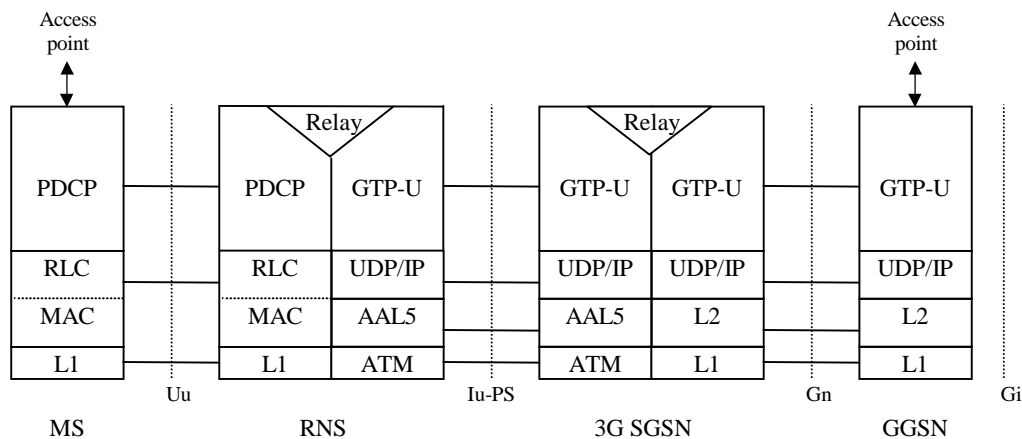 Access
point
Access
point
Relay
Relay
PDCP
PDCP
GTP-U
GTP-U
GTP-U
GTP-U
RLC
RLC
UDP/IP
UDP/IP
UDP/IP
UDP/IP
MAC
MAC
AAL5
AAL5
L2
L2
L1
L1
ATM
ATM
L1
L1
Uu
Iu-PS
Gn
Gi
MS
RNS
3G SGSN
GGSN